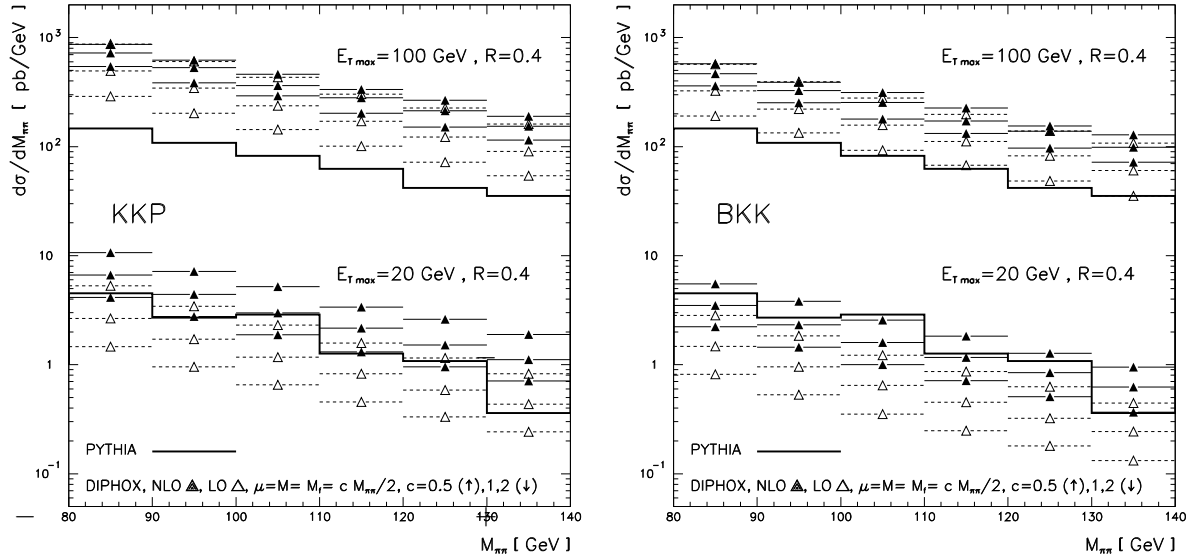 dσ/dM_ππ [ pb/GeV]
10³
10²
10
1
10⁻¹
E_T max=100 GeV , R=0.4
KKP
E_T max=20 GeV , R=0.4
PYTHIA
DIPHOX, NLO ▲, LO △, μ=M= M_f= c M_ππ/2, c=0.5 (↑),1,2 (↓)
80 90 100 110 120 130 140
M_ππ [ GeV]
dσ/dM_ππ [ pb/GeV]
10³
10²
10
1
10⁻¹
E_T max=100 GeV , R=0.4
BKK
E_T max=20 GeV , R=0.4
PYTHIA
DIPHOX, NLO ▲, LO △, μ=M= M_f= c M_ππ/2, c=0.5 (↑),1,2 (↓)
80 90 100 110 120 130 140
M_ππ [ GeV]